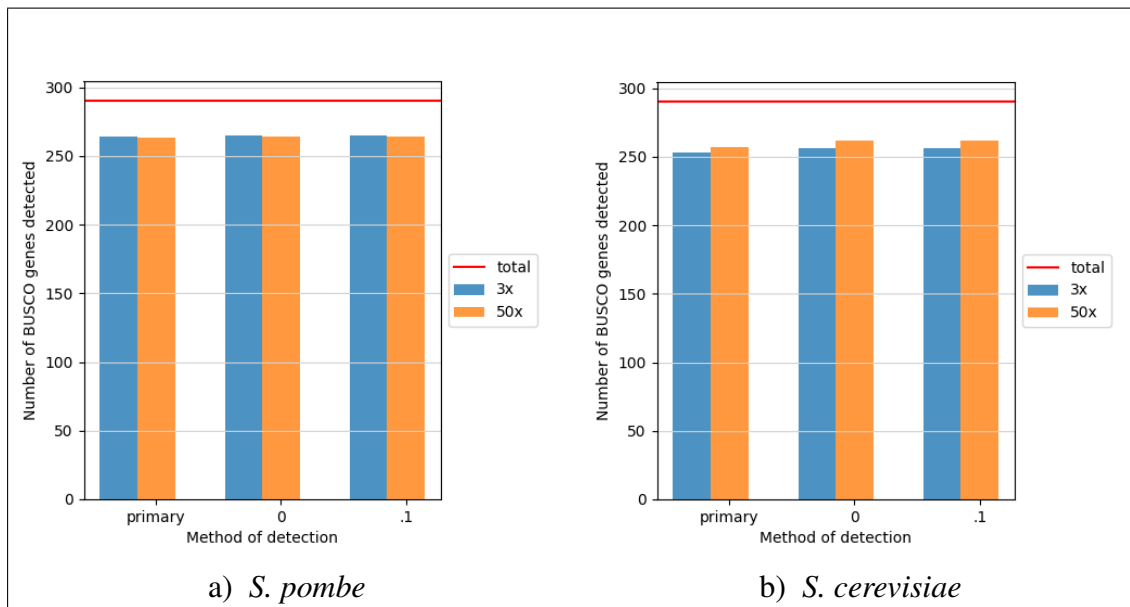 300
250
200
150
100
50
0
Number of BUSCO genes detected
primary 0 .1
Method of detection
total
3x
50x
a) S. pombe
300
250
200
150
100
50
0
Number of BUSCO genes detected
primary 0 .1
Method of detection
total
3x
50x
b) S. cerevisiae